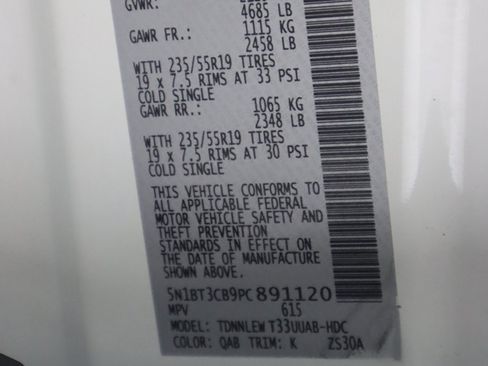 GVWR:
4685 LB
GAWR FR.: 1115 KG
2458 LB
WITH 235/55R19 TIRES
19 x 7.5 RIMS AT 33 PSI
COLD SINGLE
GAWR RR.: 1065 KG
2348 LB
WITH 235/55R19 TIRES
19 x 7.5 RIMS AT 30 PSI
COLD SINGLE
THIS VEHICLE CONFORMS TO
ALL APPLICABLE FEDERAL
MOTOR VEHICLE SAFETY AND
THEFT PREVENTION
STANDARDS IN EFFECT ON
THE DATE OF MANUFACTURE
SHOWN ABOVE.
5N1BT3CB9PC891120
MPV 615
MODEL: TDNNLEW T33UUAB-HDC
COLOR: QAB TRIM: K ZS30A